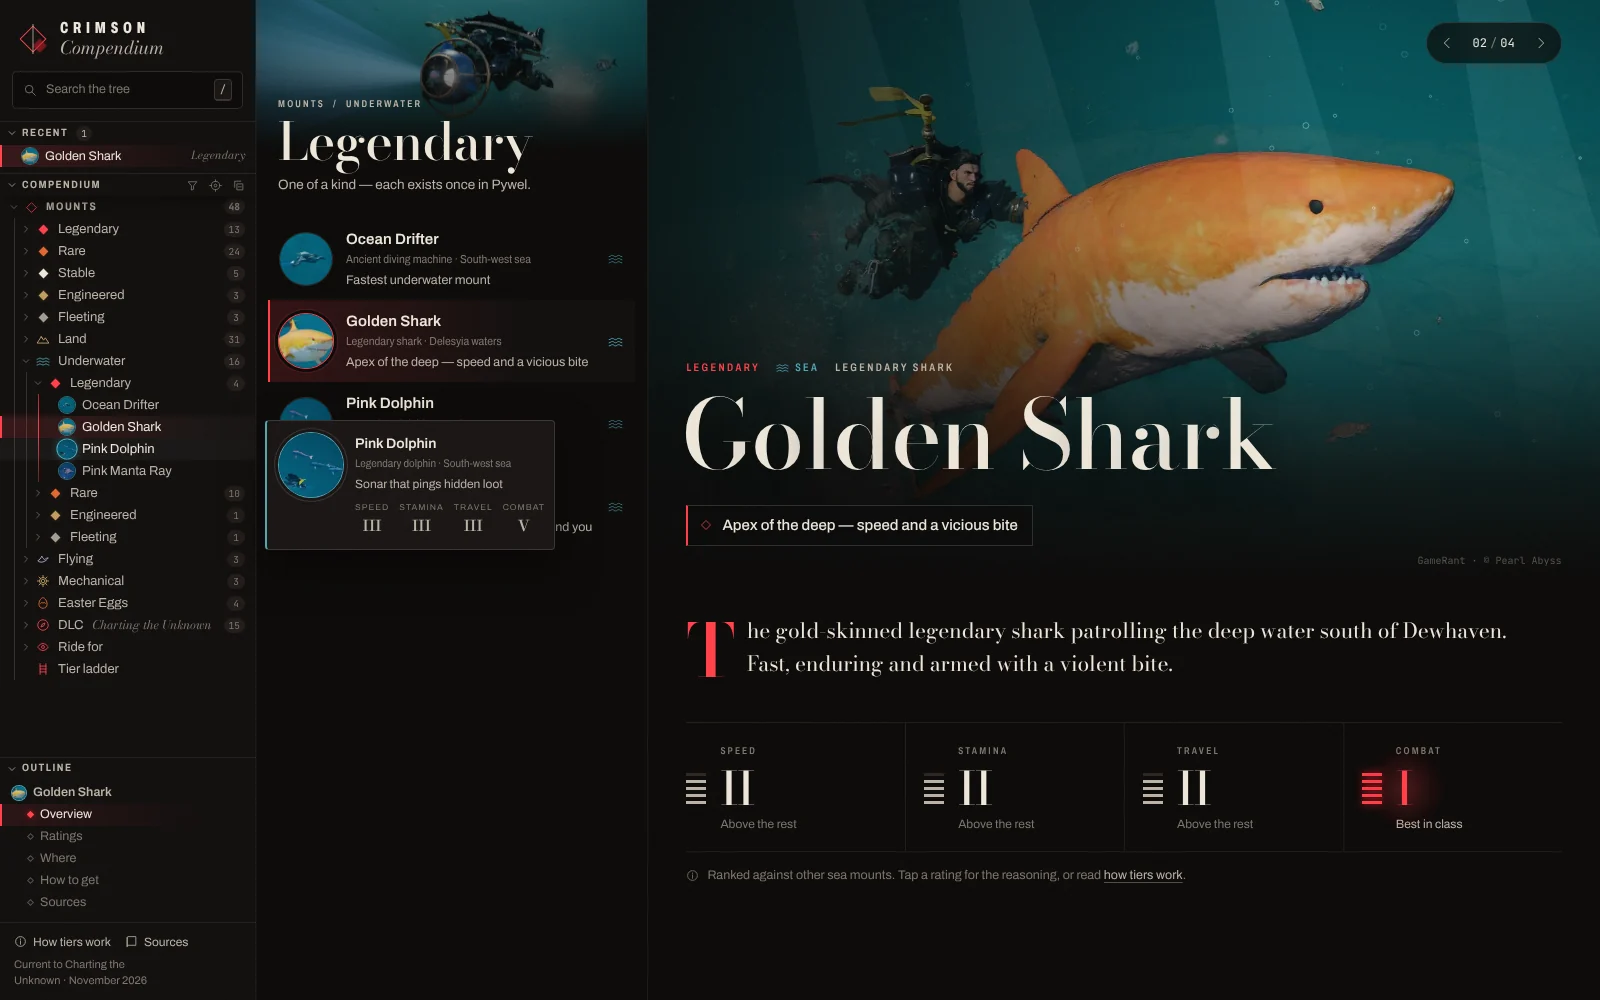 CRIMSON
Compendium
Search the tree /
RECENT 1
Golden Shark Legendary
COMPENDIUM
MOUNTS 48
Legendary 13
Rare 24
Stable 5
Engineered 3
Fleeting 3
Land 31
Underwater 16
Legendary 4
Ocean Drifter
Golden Shark
Pink Dolphin
Pink Manta Ray
Rare 10
Engineered 1
Fleeting 1
Flying 3
Mechanical 3
Easter Eggs 4
DLC Charting the Unknown 15
Ride for
Tier ladder
OUTLINE
Golden Shark
Overview
Ratings
Where
How to get
Sources
How tiers work Sources
Current to Charting the
Unknown · November 2026
MOUNTS / UNDERWATER
Legendary
One of a kind — each exists once in Pywel.
Ocean Drifter
Ancient diving machine · South-west sea
Fastest underwater mount
Golden Shark
Legendary shark · Delesyia waters
Apex of the deep — speed and a vicious bite
Pink Dolphin
Pink Dolphin
Legendary dolphin · South-west sea
Sonar that pings hidden loot
SPEED STAMINA TRAVEL COMBAT
III III III V
nd you
02 / 04
LEGENDARY SEA LEGENDARY SHARK
Golden Shark
Apex of the deep — speed and a vicious bite
GameRant · © Pearl Abyss
The gold-skinned legendary shark patrolling the deep water south of Dewhaven.
Fast, enduring and armed with a violent bite.
SPEED STAMINA TRAVEL COMBAT
II II II I
Above the rest Above the rest Above the rest Best in class
Ranked against other sea mounts. Tap a rating for the reasoning, or read how tiers work.